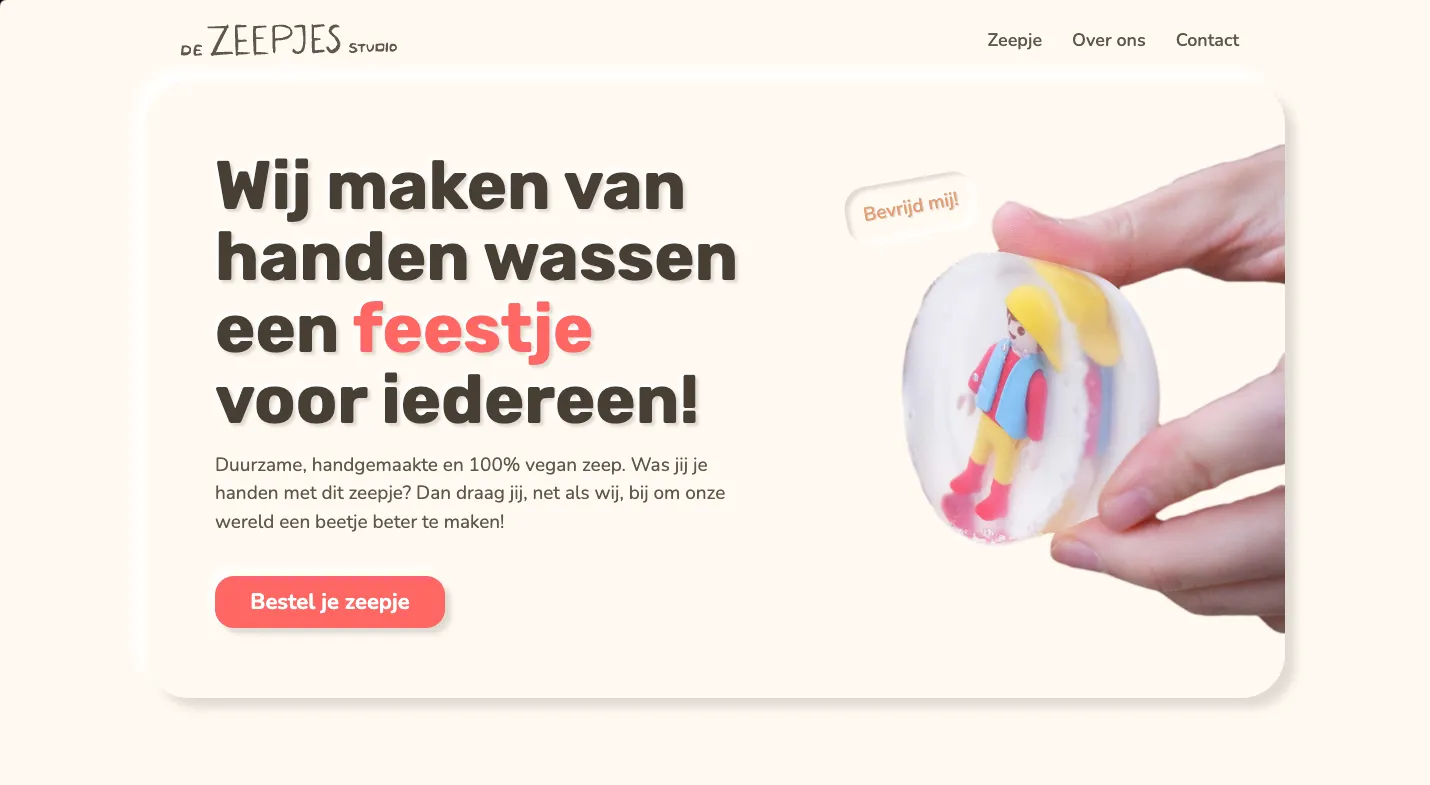 DE ZEEPJES STUDIO
Zeepje
Over ons
Contact
Wij maken van
handen wassen
een feestje
voor iedereen!
Duurzame, handgemaakte en 100% vegan zeep. Was jij je
handen met dit zeepje? Dan draag jij, net als wij, bij om onze
wereld een beetje beter te maken!
Bestel je zeepje
Bevrijd mij!